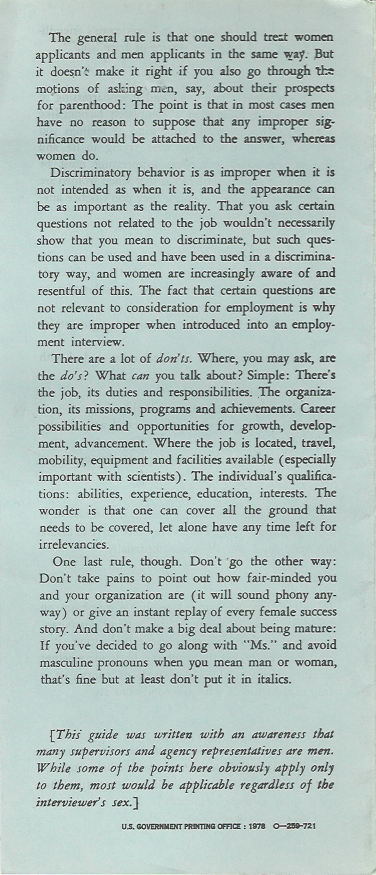 The general rule is that one should treat women
applicants and men applicants in the same way. But
it doesn't make it right if you also go through the
motions of asking men, say, about their prospects
for parenthood: The point is that in most cases men
have no reason to suppose that any improper sig-
nificance would be attached to the answer, whereas
women do.
Discriminatory behavior is as improper when it is
not intended as when it is, and the appearance can
be as important as the reality. That you ask certain
questions not related to the job wouldn't necessarily
show that you mean to discriminate, but such ques-
tions can be used and have been used in a discrimina-
tory way, and women are increasingly aware of and
resentful of this. The fact that certain questions are
not relevant to consideration for employment is why
they are improper when introduced into an employ-
ment interview.
There are a lot of don'ts. Where, you may ask, are
the do's? What can you talk about? Simple: There's
the job, its duties and responsibilities. The organiza-
tion, its missions, programs and achievements. Career
possibilities and opportunities for growth, develop-
ment, advancement. Where the job is located, travel,
mobility, equipment and facilities available (especially
important with scientists). The individual's qualifica-
tions: abilities, experience, education, interests. The
wonder is that one can cover all the ground that
needs to be covered, let alone have any time left for
irrelevancies.
One last rule, though. Don't go the other way:
Don't take pains to point out how fair-minded you
and your organization are (it will sound phony any-
way) or give an instant replay of every female success
story. And don't make a big deal about being mature:
If you've decided to go along with "Ms." and avoid
masculine pronouns when you mean man or woman,
that's fine but at least don't put it in italics.
[This guide was written with an awareness that
many supervisors and agency representatives are men.
While some of the points here obviously apply only
to them, most would be applicable regardless of the
interviewer's sex.]
U.S. GOVERNMENT PRINTING OFFICE : 1978 O—259-721